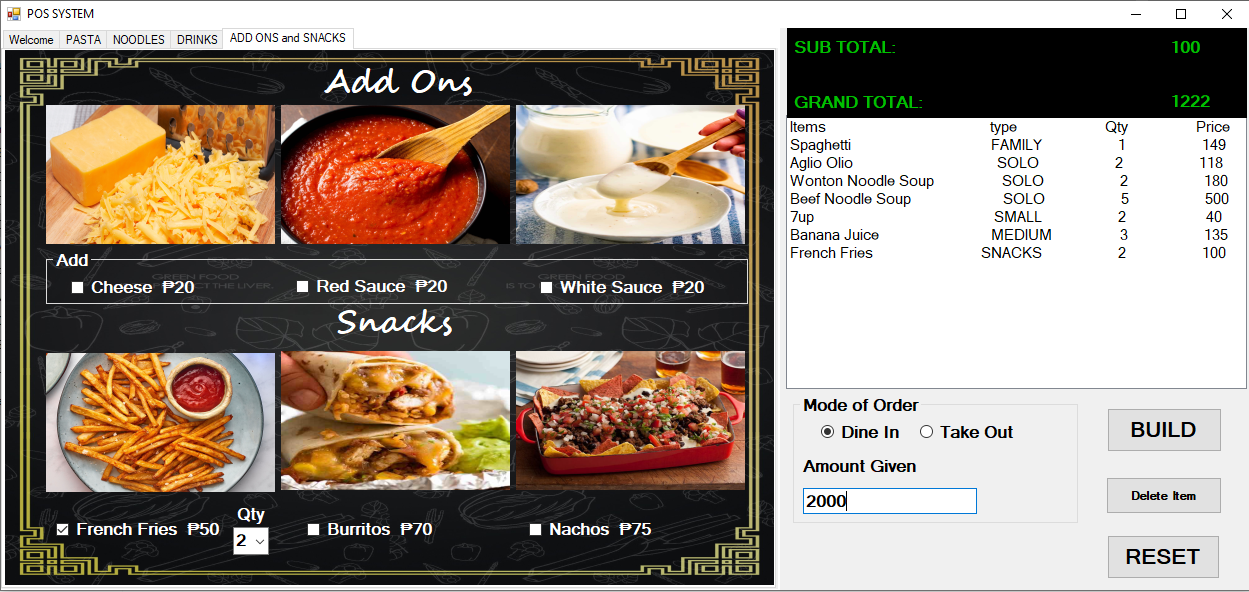 POS SYSTEM
Welcome PASTA NOODLES DRINKS ADD ONS and SNACKS
Add Ons
Add
Cheese ₱20 Red Sauce ₱20 White Sauce ₱20
GREEN FOOD
Snacks
French Fries ₱50 Qty 2 Burritos ₱70 Nachos ₱75
SUB TOTAL: 100
GRAND TOTAL: 1222
Items type Qty Price
Spaghetti FAMILY 1 149
Aglio Olio SOLO 2 118
Wonton Noodle Soup SOLO 2 180
Beef Noodle Soup SOLO 5 500
7up SMALL 2 40
Banana Juice MEDIUM 3 135
French Fries SNACKS 2 100
Mode of Order
Dine In Take Out
Amount Given
2000
BUILD
Delete Item
RESET